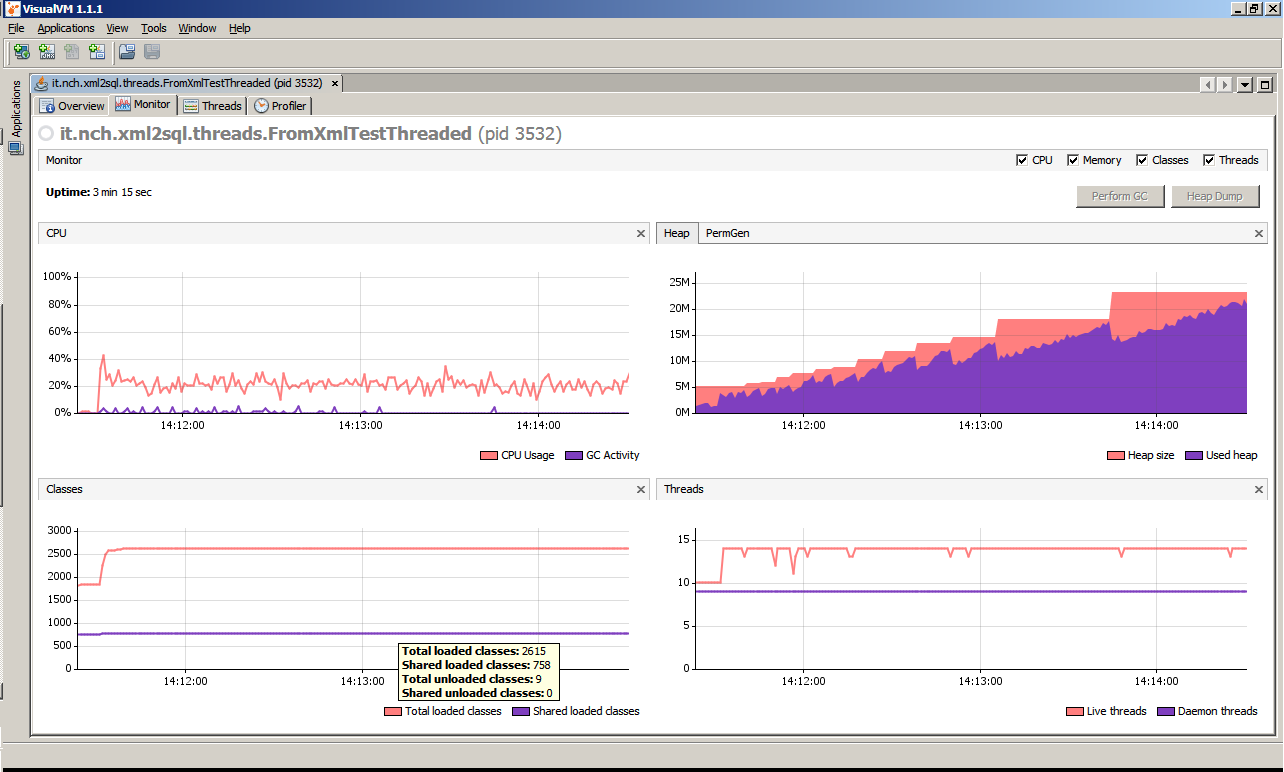 VisualVM 1.1.1
File Applications View Tools Window Help
Applications
it.nch.xml2sql.threads.FromXmlTestThreaded (pid 3532)
Overview Monitor Threads Profiler
it.nch.xml2sql.threads.FromXmlTestThreaded (pid 3532)
Monitor CPU Memory Classes Threads
Uptime: 3 min 15 sec Perform GC Heap Dump
CPU
100%
80%
60%
40%
20%
0%
14:12:00 14:13:00 14:14:00
CPU Usage GC Activity
Heap PermGen
25M
20M
15M
10M
5M
0M
14:12:00 14:13:00 14:14:00
Heap size Used heap
Classes
3000
2500
2000
1500
1000
500
0
14:12:00 14:13:00
Total loaded classes: 2615
Shared loaded classes: 758
Total unloaded classes: 9
Shared unloaded classes: 0
Total loaded classes Shared loaded classes
Threads
15
10
5
0
14:12:00 14:13:00 14:14:00
Live threads Daemon threads